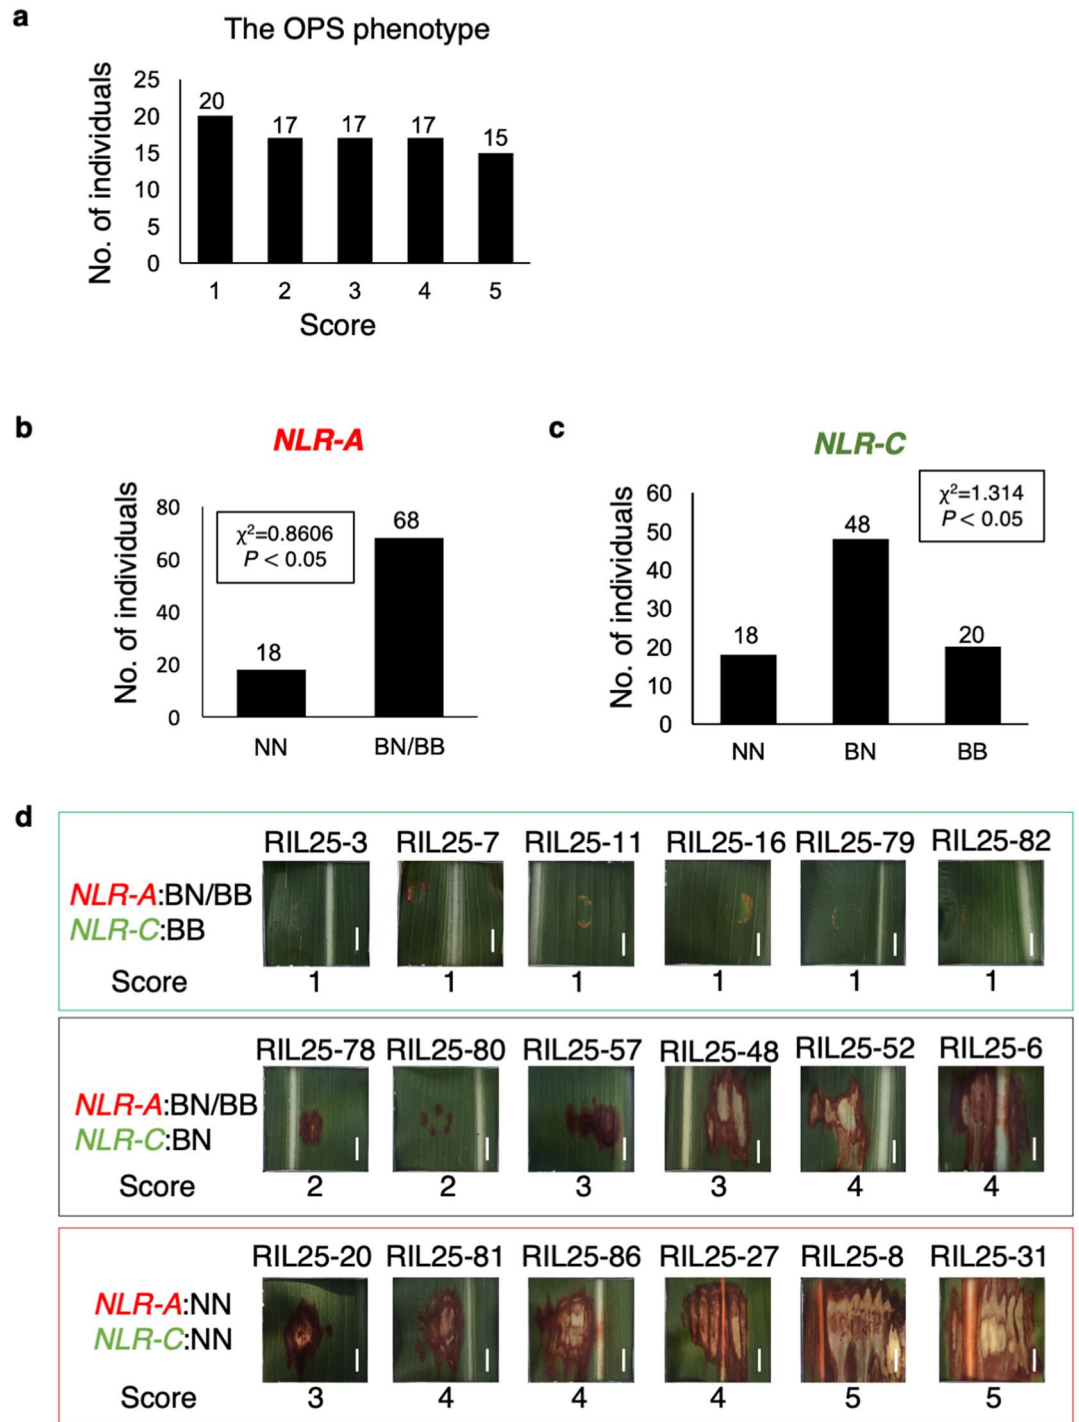 a
The OPS phenotype
No. of individuals
25
20
15
10
5
0
20
17
17
17
15
1 2 3 4 5
Score
b
NLR-A
No. of individuals
80
60
40
20
0
χ²=0.8606
P < 0.05
18
68
NN BN/BB
c
NLR-C
No. of individuals
60
50
40
30
20
10
0
χ²=1.314
P < 0.05
18
48
20
NN BN BB
d
RIL25-3 RIL25-7 RIL25-11 RIL25-16 RIL25-79 RIL25-82
NLR-A:BN/BB
NLR-C:BB
Score 1 1 1 1 1 1
RIL25-78 RIL25-80 RIL25-57 RIL25-48 RIL25-52 RIL25-6
NLR-A:BN/BB
NLR-C:BN
Score 2 2 3 3 4 4
RIL25-20 RIL25-81 RIL25-86 RIL25-27 RIL25-8 RIL25-31
NLR-A:NN
NLR-C:NN
Score 3 4 4 4 5 5